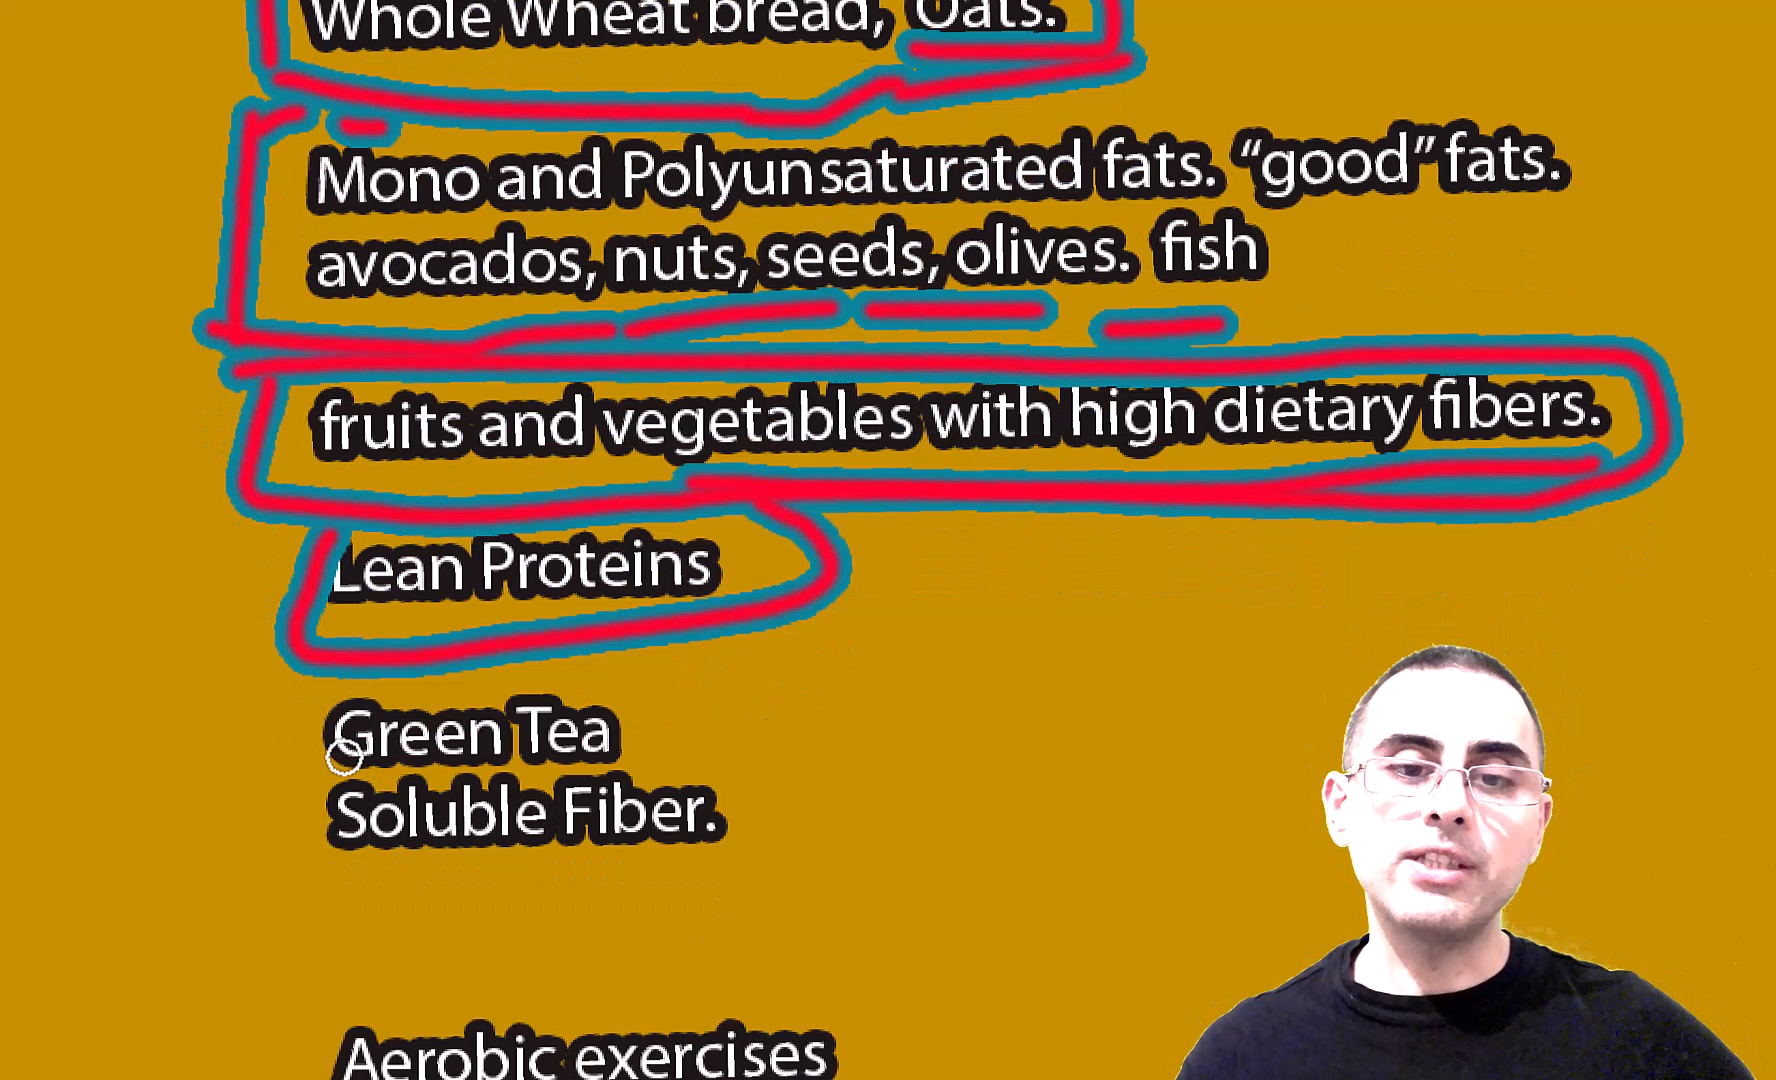 Whole Wheat bread, Oats.
Mono and Polyunsaturated fats. “good” fats.
avocados, nuts, seeds, olives. fish
fruits and vegetables with high dietary fibers.
Lean Proteins
Green Tea
Soluble Fiber.
Aerobic exercises